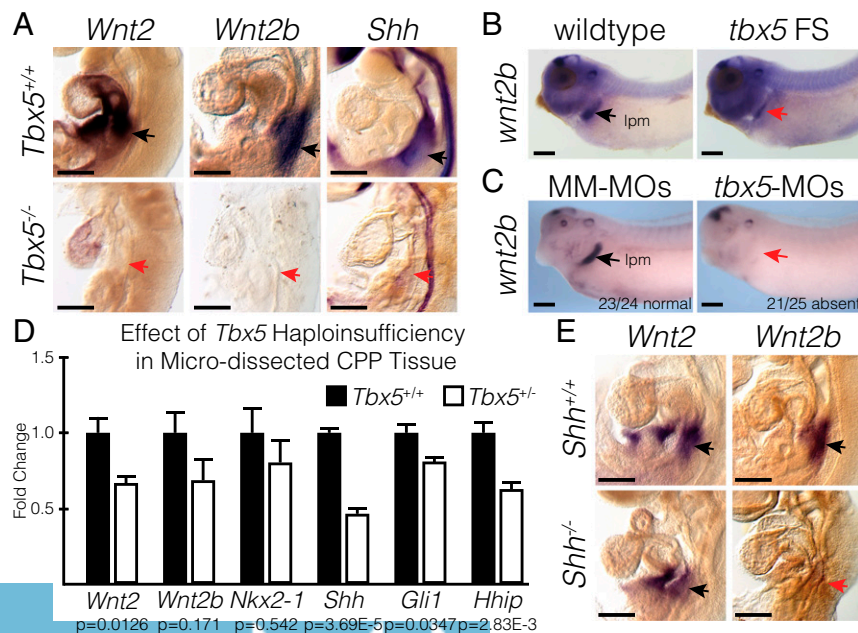 A
Wnt2 Wnt2b Shh
Tbx5+/+
Tbx5-/-
B
wildtype tbx5 FS
wnt2b
lpm
C
MM-MOs tbx5-MOs
wnt2b
lpm
23/24 normal 21/25 absent
D
Effect of Tbx5 Haploinsufficiency
in Micro-dissected CPP Tissue
Fold Change
1.5
1.0
0.5
Tbx5+/+ Tbx5+/-
Wnt2 Wnt2b Nkx2-1 Shh Gli1 Hhip
p=0.0126 p=0.171 p=0.542 p=3.69E-5 p=0.0347 p=2.83E-3
E
Wnt2 Wnt2b
Shh+/+
Shh-/-